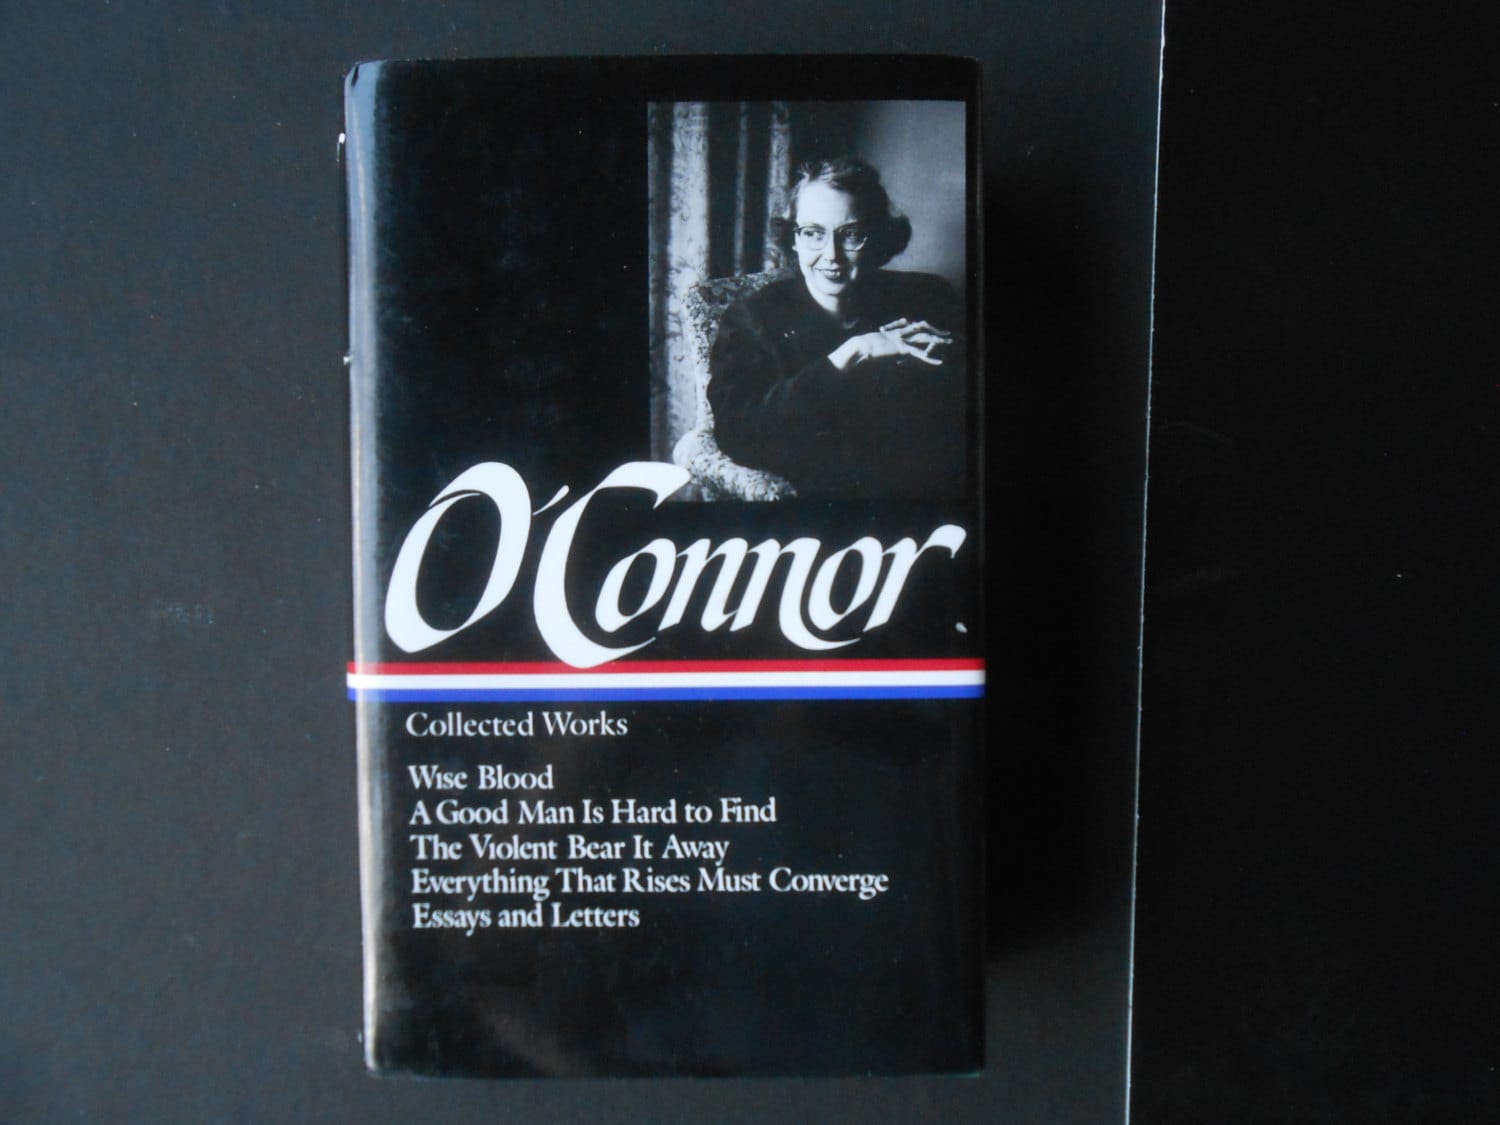 O'Connor
Collected Works
Wise Blood
A Good Man Is Hard to Find
The Violent Bear It Away
Everything That Rises Must Converge
Essays and Letters